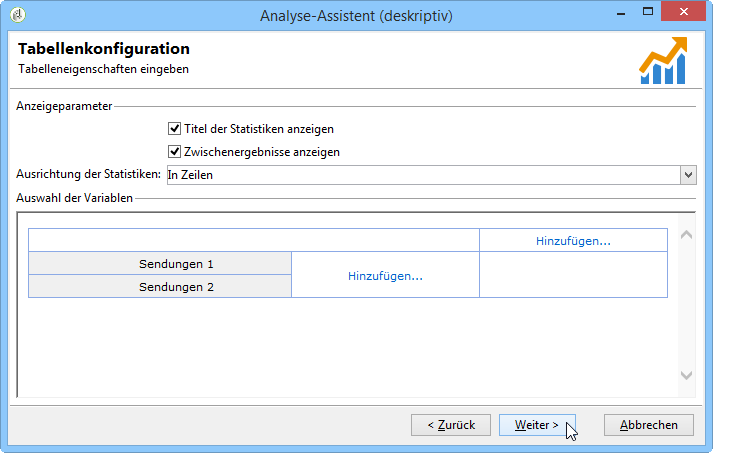 Analyse-Assistent (deskriptiv)
Tabellenkonfiguration
Tabelleneigenschaften eingeben
Anzeigeparameter
Titel der Statistiken anzeigen
Zwischenergebnisse anzeigen
Ausrichtung der Statistiken: In Zeilen
Auswahl der Variablen
Hinzufügen...
Sendungen 1
Hinzufügen...
Sendungen 2
< Zurück Weiter > Abbrechen